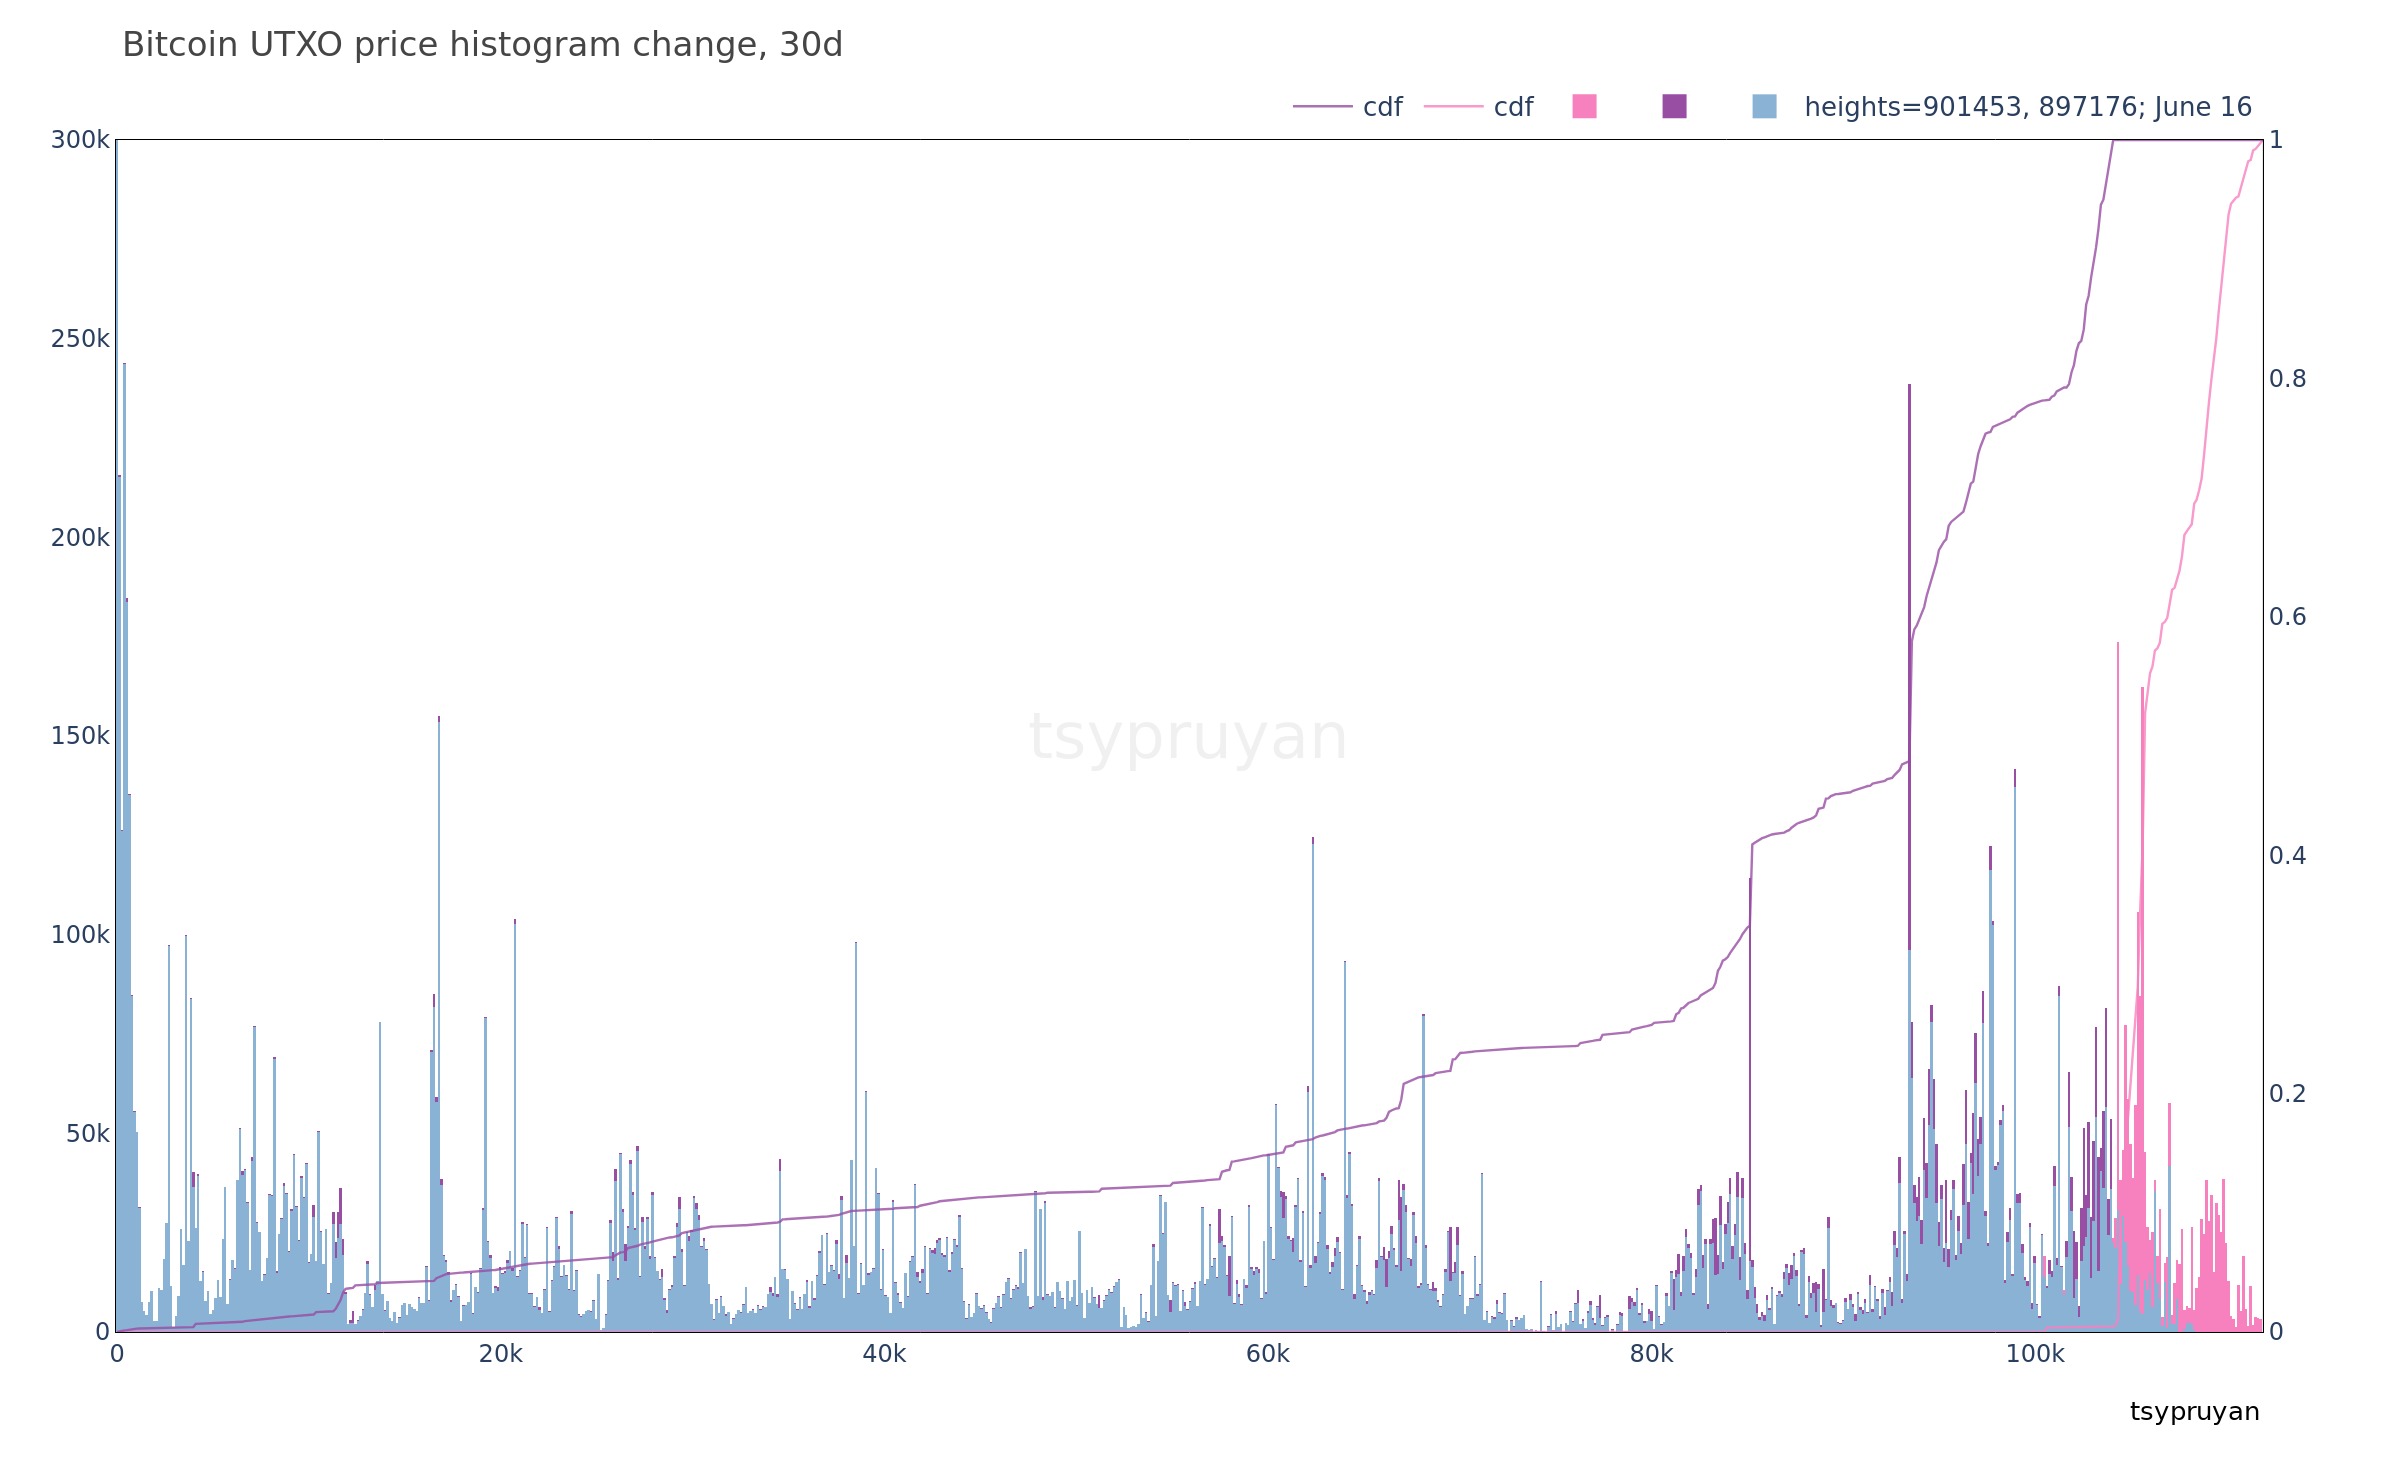 Bitcoin UTXO price histogram change, 30d
cdf cdf heights=901453, 897176; June 16
300k 1
250k
0.8
200k
0.6
150k
tsypruyan
0.4
100k
0.2
50k
0 0
0 20k 40k 60k 80k 100k
tsypruyan